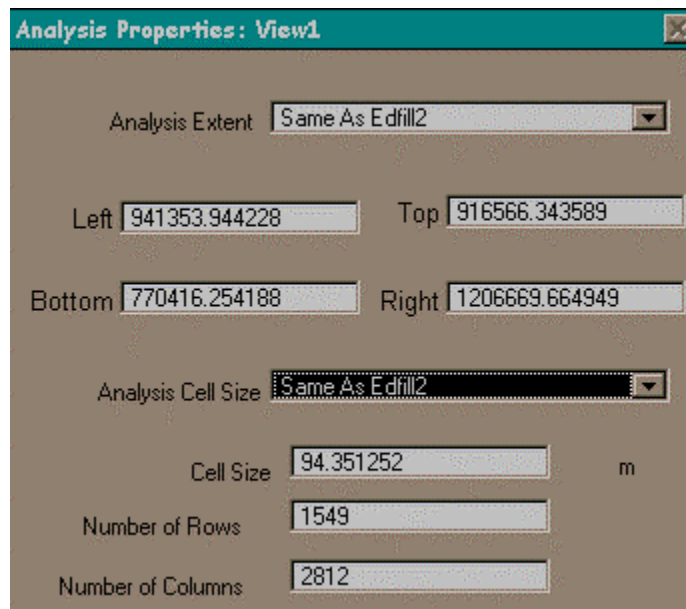 Analysis Properties: View1
Analysis Extent Same As Edfill2
Left 941353.944228 Top 916566.343589
Bottom 770416.254188 Right 1206669.664949
Analysis Cell Size Same As Edfill2
Cell Size 94.351252 m
Number of Rows 1549
Number of Columns 2812